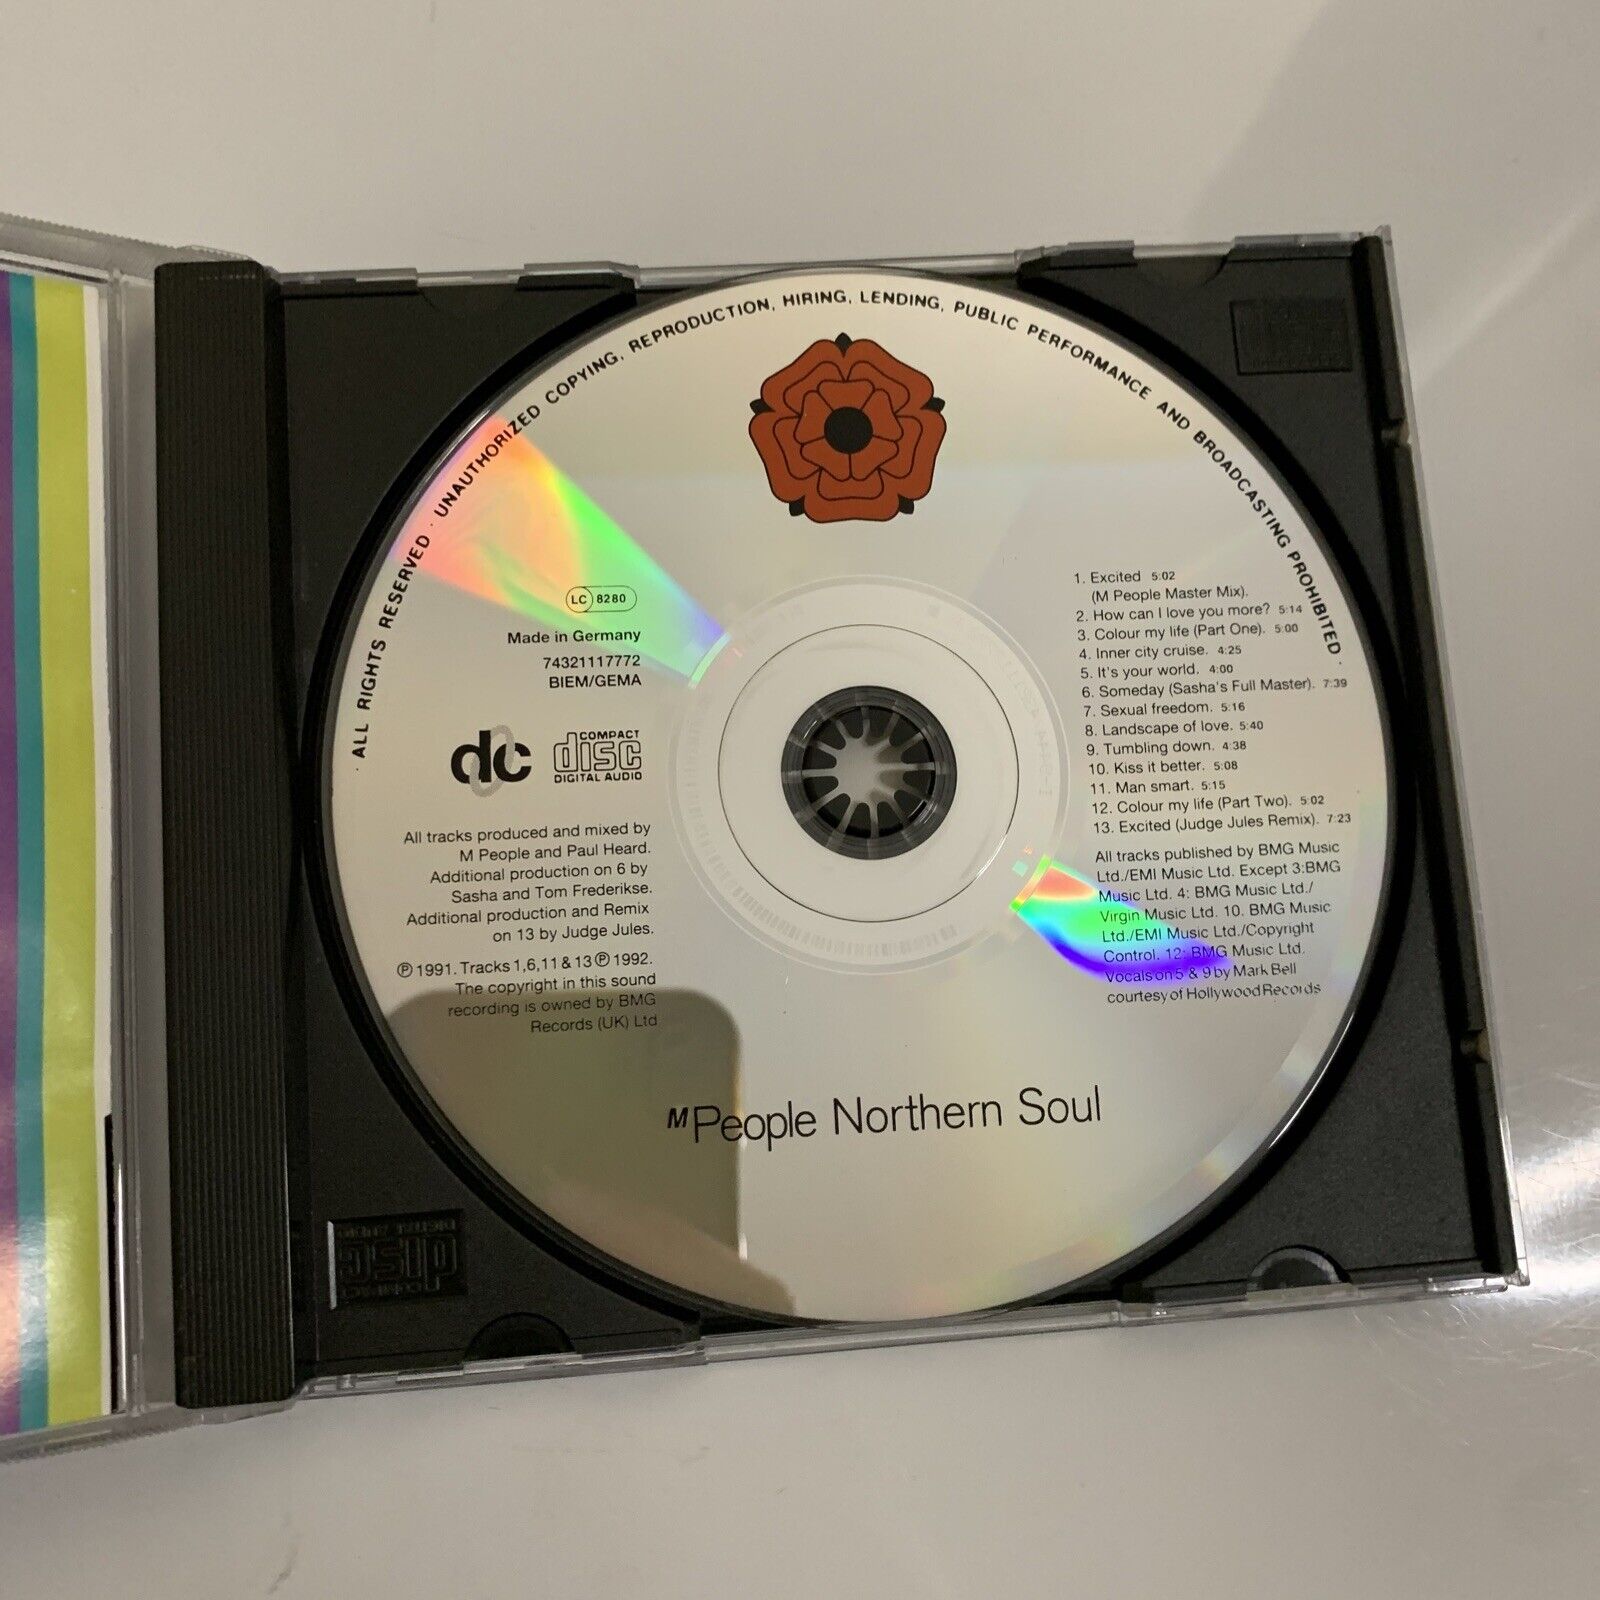 ALL RIGHTS RESERVED · UNAUTHORIZED COPYING, REPRODUCTION, HIRING, LENDING, PUBLIC PERFORMANCE AND BROADCASTING PROHIBITED ·
LC 8280
Made in Germany
74321117772
BIEM/GEMA
dc
COMPACT
disc
DIGITAL AUDIO
All tracks produced and mixed by
M People and Paul Heard.
Additional production on 6 by
Sasha and Tom Frederikse.
Additional production and Remix
on 13 by Judge Jules.
℗ 1991. Tracks 1,6,11 & 13 ℗ 1992.
The copyright in this sound
recording is owned by BMG
Records (UK) Ltd
1. Excited 5:02
(M People Master Mix).
2. How can I love you more? 5:14
3. Colour my life (Part One). 5:00
4. Inner city cruise. 4:25
5. It's your world. 4:00
6. Someday (Sasha's Full Master). 7:39
7. Sexual freedom. 5:16
8. Landscape of love. 5:40
9. Tumbling down. 4:38
10. Kiss it better. 5:08
11. Man smart. 5:15
12. Colour my life (Part Two). 5:02
13. Excited (Judge Jules Remix). 7:23
All tracks published by BMG Music
Ltd./EMI Music Ltd. Except 3:BMG
Music Ltd. 4: BMG Music Ltd./
Virgin Music Ltd. 10. BMG Music
Ltd./EMI Music Ltd./Copyright
Control. 12: BMG Music Ltd.
Vocals on 5 & 9 by Mark Bell
courtesy of Hollywood Records
M People Northern Soul
COMPACT
disc
DIGITAL AUDIO